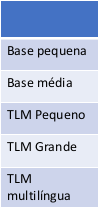 Base pequena
Base média
TLM Pequeno
TLM Grande
TLM
multilíngua